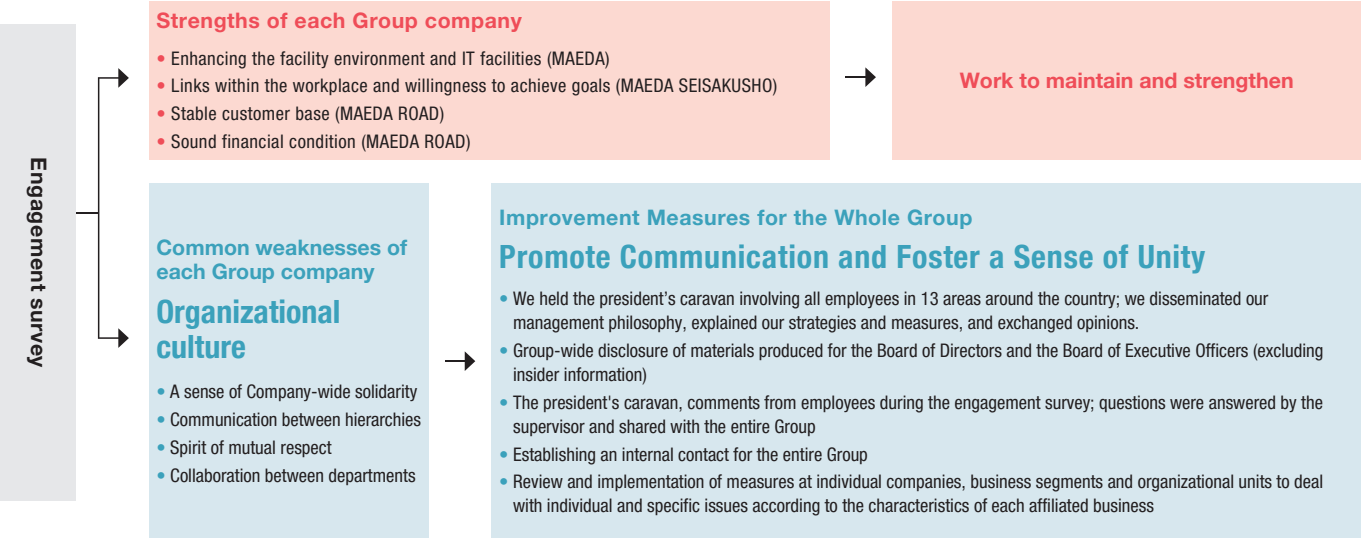 Engagement survey
Strengths of each Group company
• Enhancing the facility environment and IT facilities (MAEDA)
• Links within the workplace and willingness to achieve goals (MAEDA SEISAKUSHO)
• Stable customer base (MAEDA ROAD)
• Sound financial condition (MAEDA ROAD)
Work to maintain and strengthen
Common weaknesses of
each Group company
Organizational
culture
• A sense of Company-wide solidarity
• Communication between hierarchies
• Spirit of mutual respect
• Collaboration between departments
Improvement Measures for the Whole Group
Promote Communication and Foster a Sense of Unity
• We held the president’s caravan involving all employees in 13 areas around the country; we disseminated our
management philosophy, explained our strategies and measures, and exchanged opinions.
• Group-wide disclosure of materials produced for the Board of Directors and the Board of Executive Officers (excluding
insider information)
• The president's caravan, comments from employees during the engagement survey; questions were answered by the
supervisor and shared with the entire Group
• Establishing an internal contact for the entire Group
• Review and implementation of measures at individual companies, business segments and organizational units to deal
with individual and specific issues according to the characteristics of each affiliated business